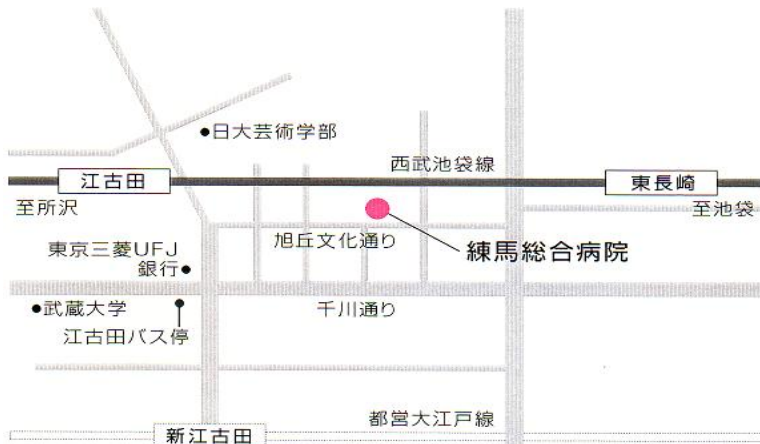 日大芸術学部
西武池袋線
江古田
東長崎
至所沢
至池袋
旭丘文化通り
練馬総合病院
東京三菱UFJ
銀行
武蔵大学
千川通り
江古田バス停
都営大江戸線
新江古田